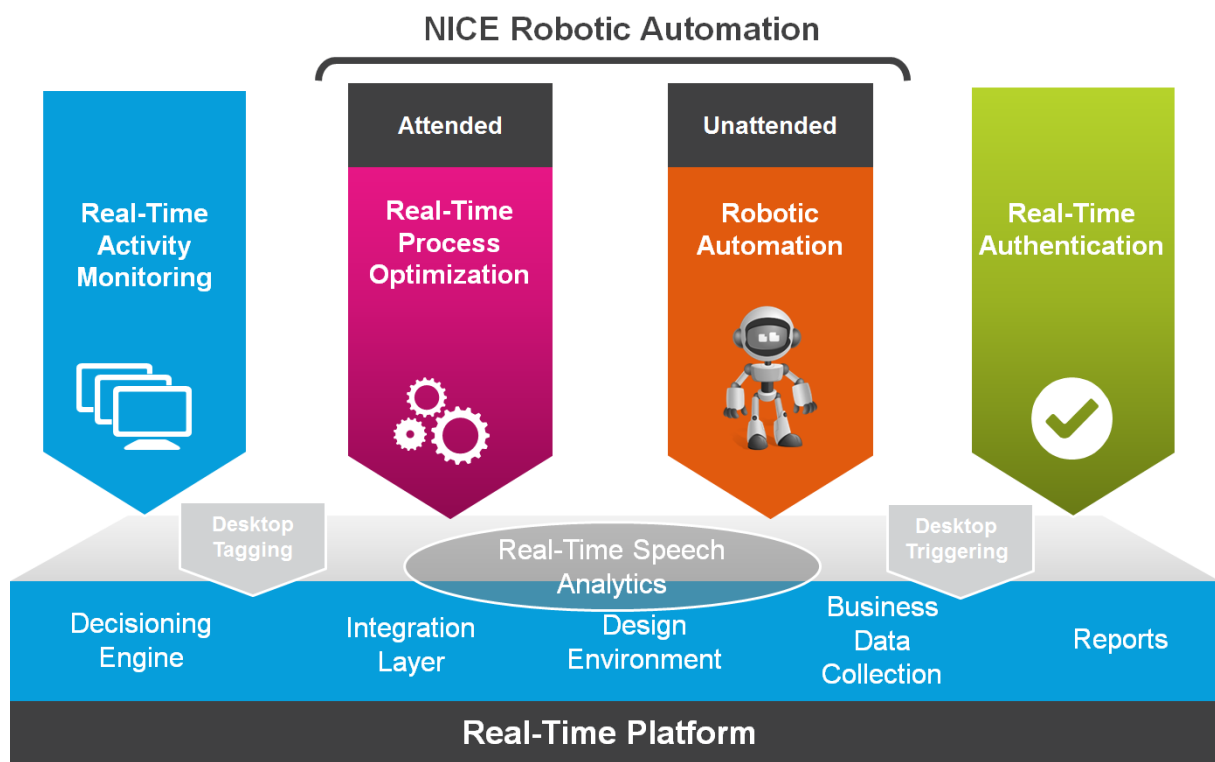 NICE Robotic Automation
Attended
Unattended
Real-Time
Activity
Monitoring
Real-Time
Process
Optimization
Robotic
Automation
Real-Time
Authentication
Desktop
Tagging
Real-Time Speech
Analytics
Desktop
Triggering
Decisioning
Engine
Integration
Layer
Design
Environment
Business
Data
Collection
Reports
Real-Time Platform